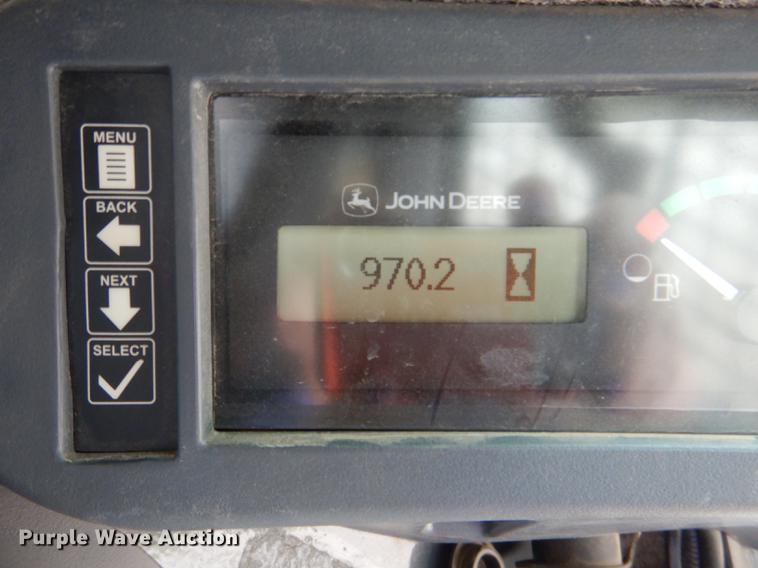 MENU
BACK
NEXT
SELECT
JOHN DEERE
970.2
Purple Wave Auction